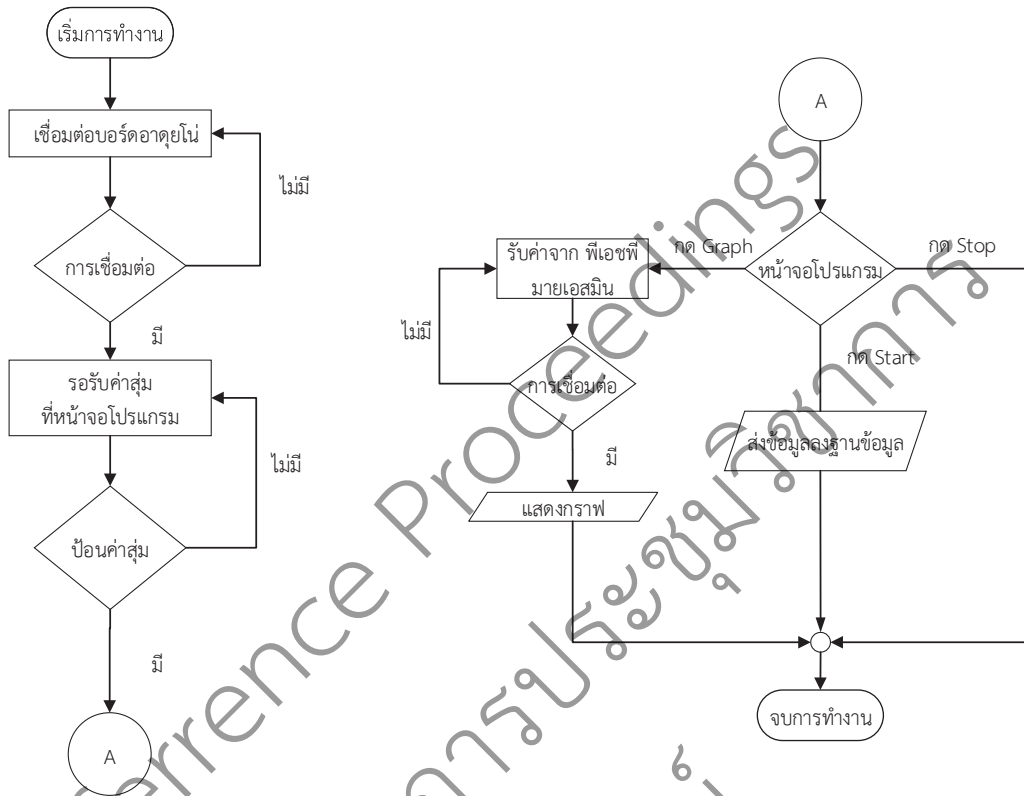 เริ่มการทำงาน
เชื่อมต่อบอร์ดอาดุยโน่
ไม่มี
การเชื่อมต่อ
มี
รอรับค่าสุ่ม
ที่หน้าจอโปรแกรม
ไม่มี
ป้อนค่าสุ่ม
มี
A
A
กด Graph
หน้าจอโปรแกรม
กด Stop
รับค่าจาก พีเอชพี
มายเอสมิน
ไม่มี
การเชื่อมต่อ
กด Start
มี
ส่งข้อมูลลงฐานข้อมูล
แสดงกราฟ
จบการทำงาน
Proceedings
การประชุมวิชาการ